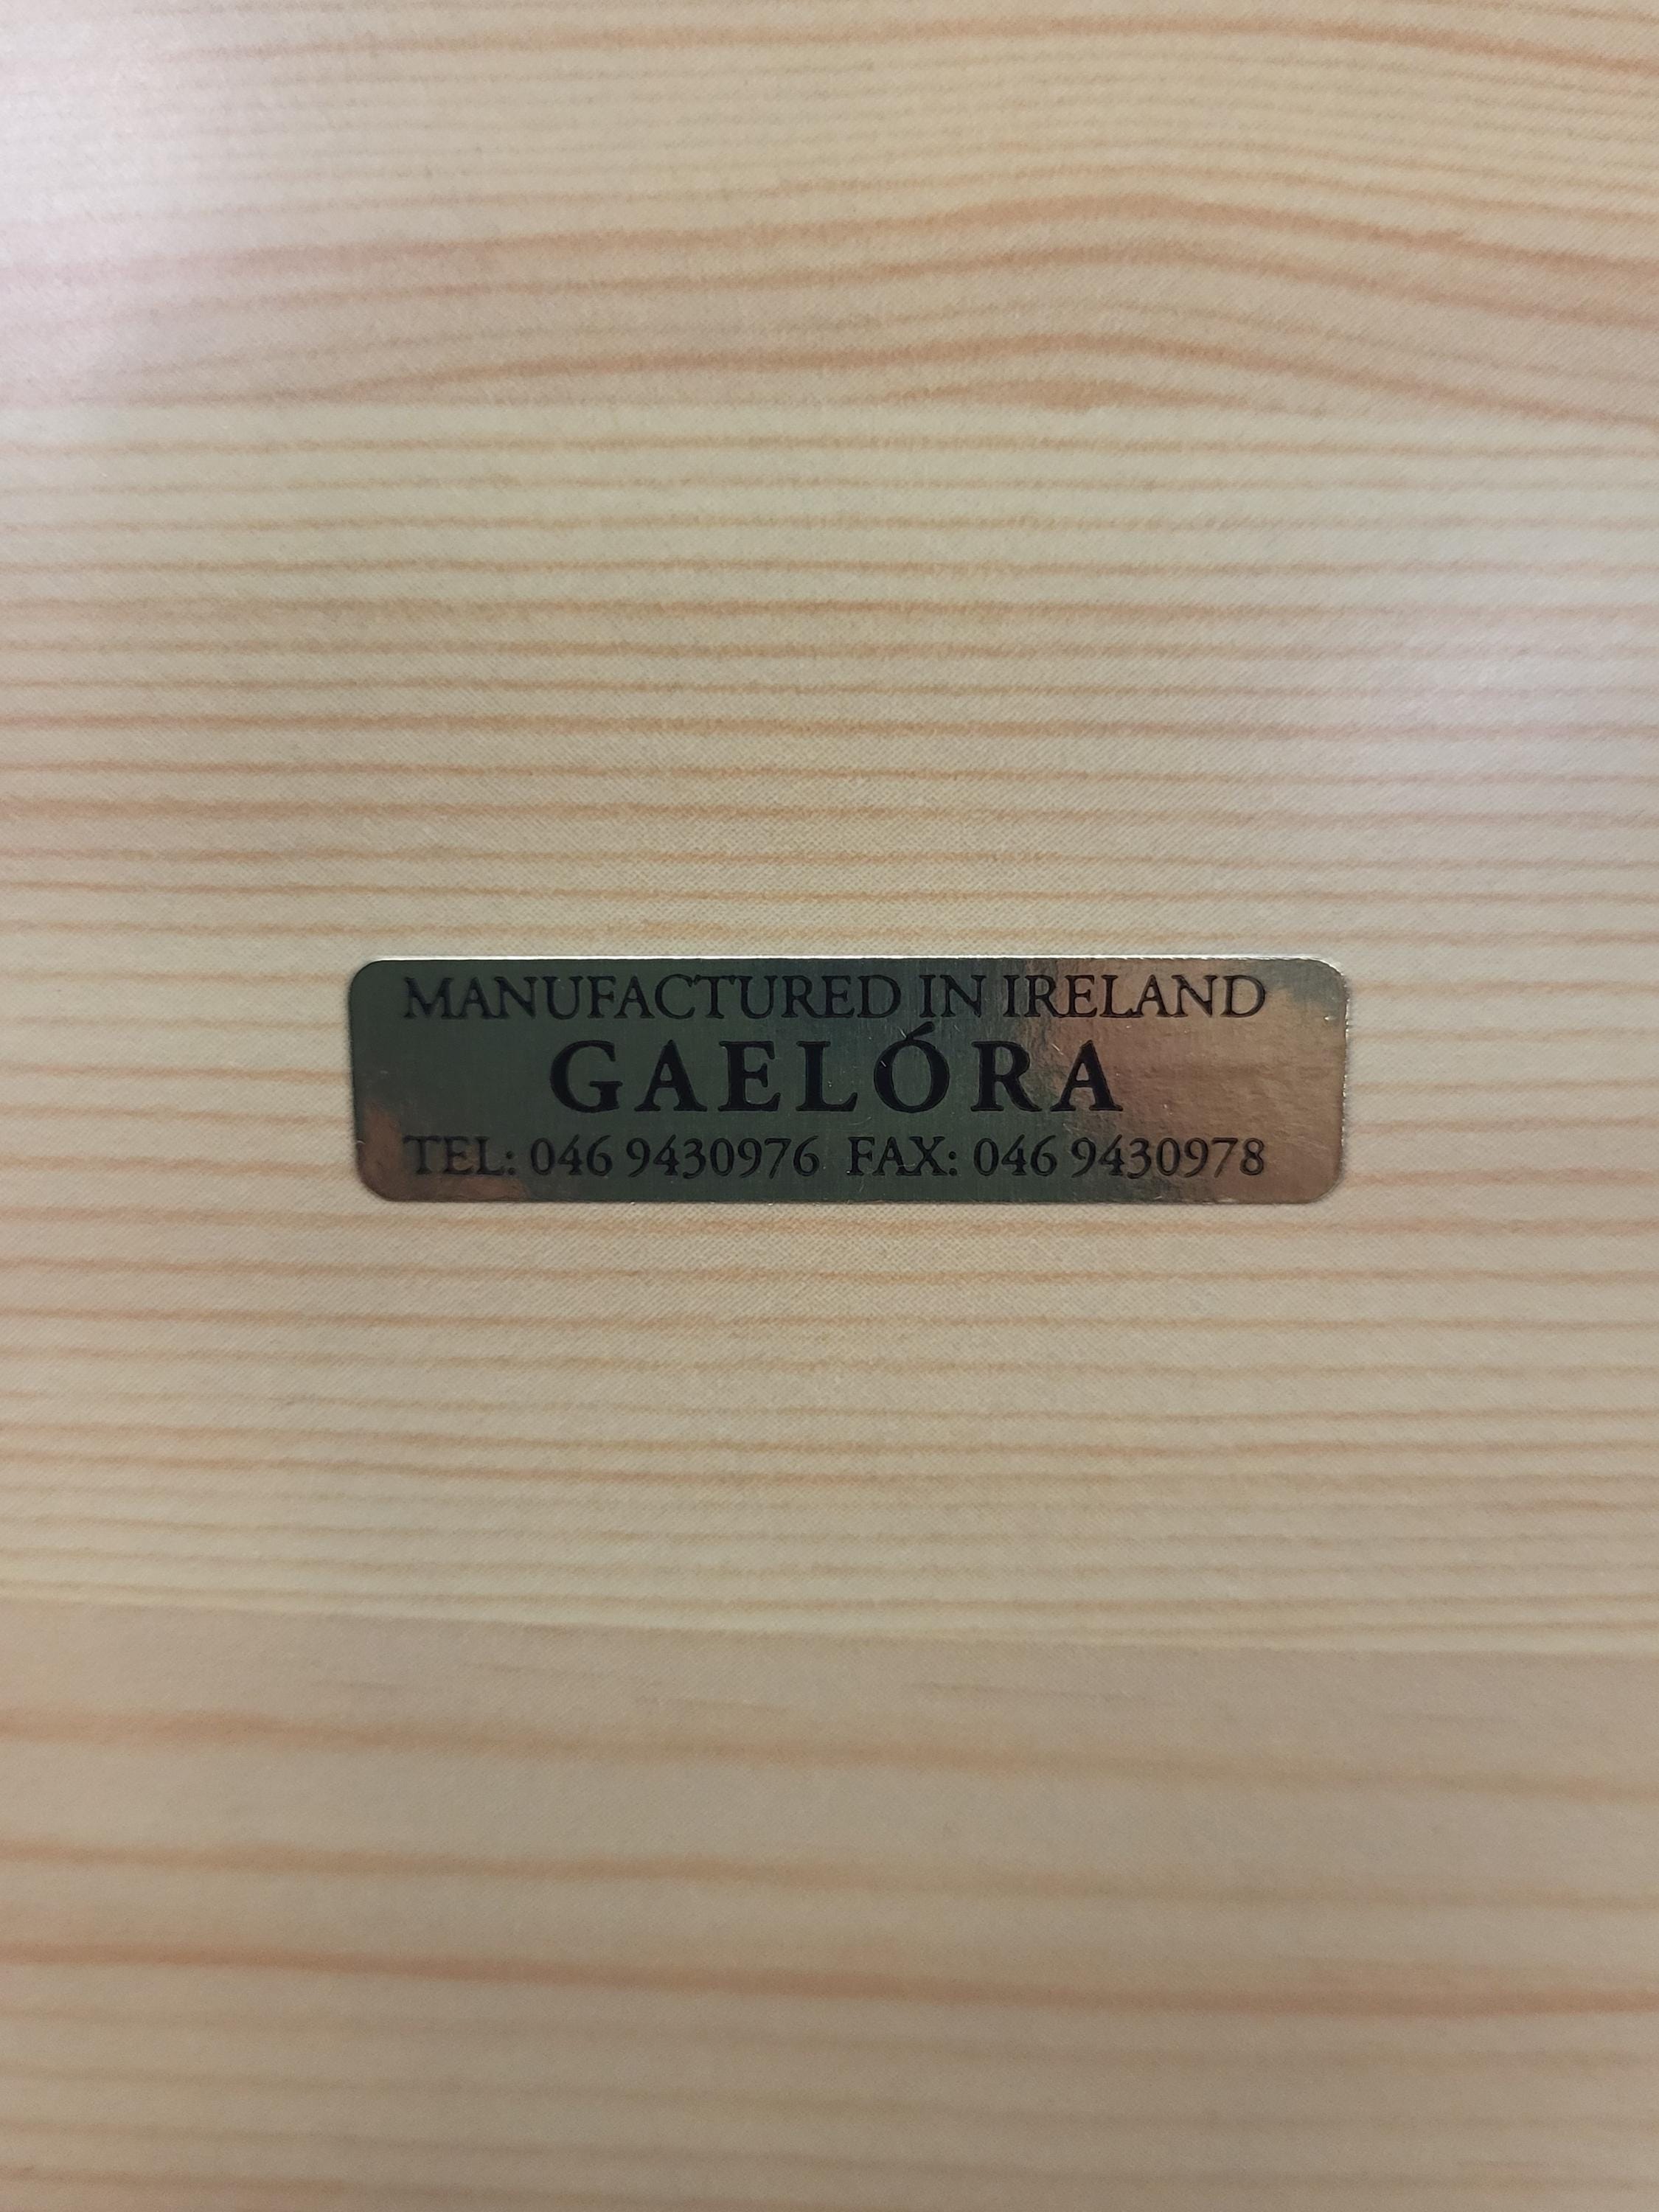 MANUFACTURED IN IRELAND
GAELÓRA
TEL: 046 9430976 FAX: 046 9430978